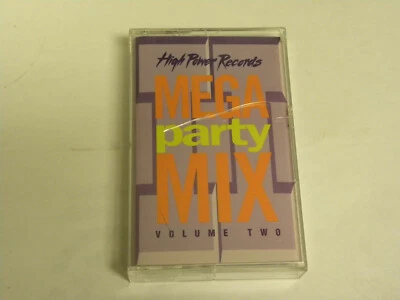 High Power Records
MEGA
party
MIX
VOLUME TWO